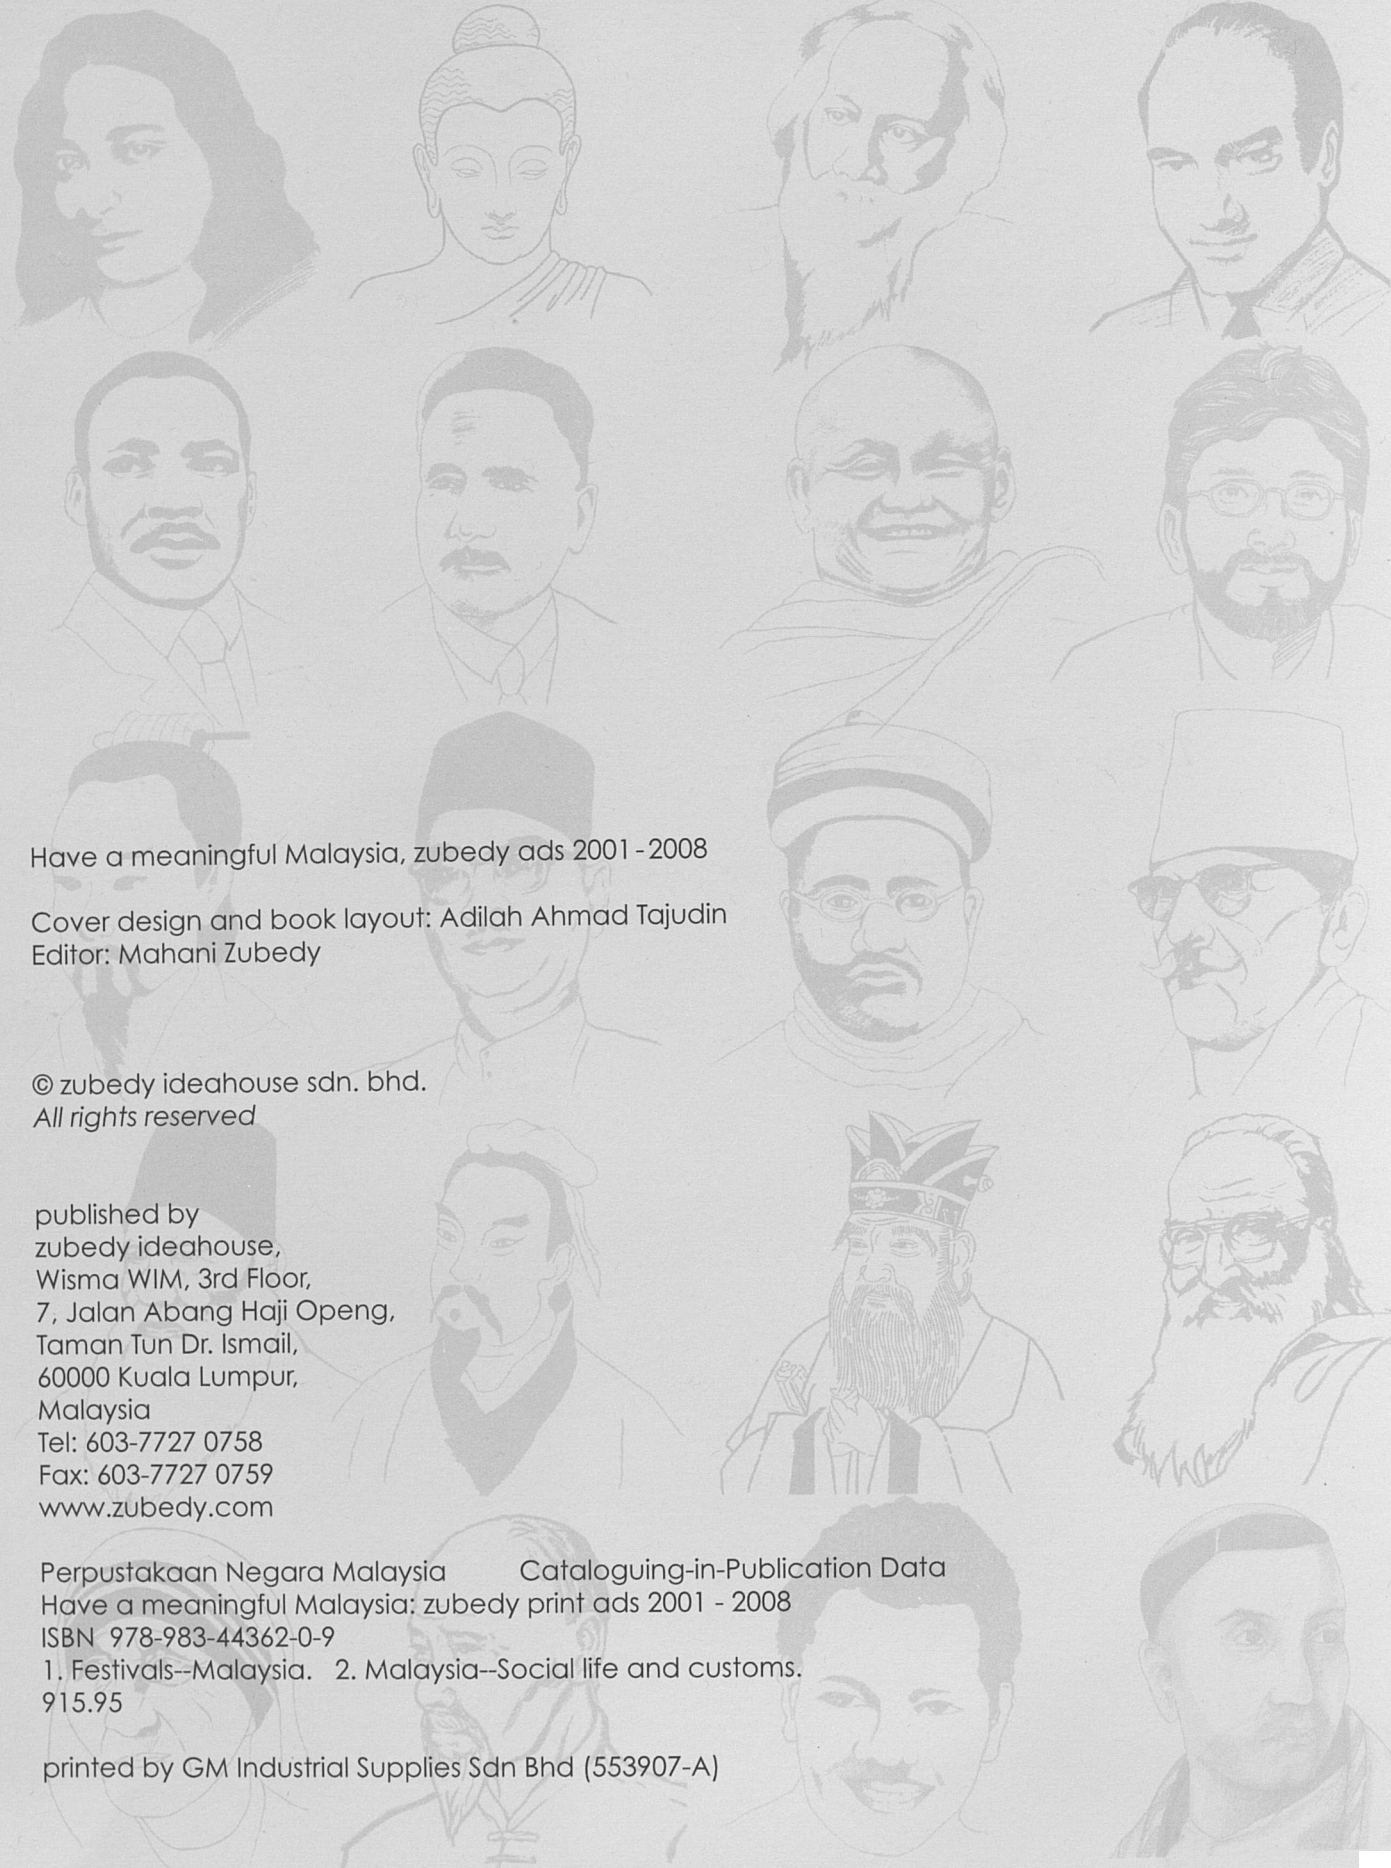 Have a meaningful Malaysia, zubedy ads 2001-2008
Cover design and book layout: Adilah Ahmad Tajudin
Editor: Mahani Zubedy
© zubedy ideahouse sdn. bhd.
All rights reserved
published by
zubedy ideahouse,
Wisma WIM, 3rd Floor,
7, Jalan Abang Haji Openg,
Taman Tun Dr. Ismail,
60000 Kuala Lumpur,
Malaysia
Tel: 603-7727 0758
Fax: 603-7727 0759
www.zubedy.com
Perpustakaan Negara Malaysia Cataloguing-in-Publication Data
Have a meaningful Malaysia: zubedy print ads 2001 - 2008
ISBN 978-983-44362-0-9
1. Festivals--Malaysia. 2. Malaysia--Social life and customs.
915.95
printed by GM Industrial Supplies Sdn Bhd (553907-A)